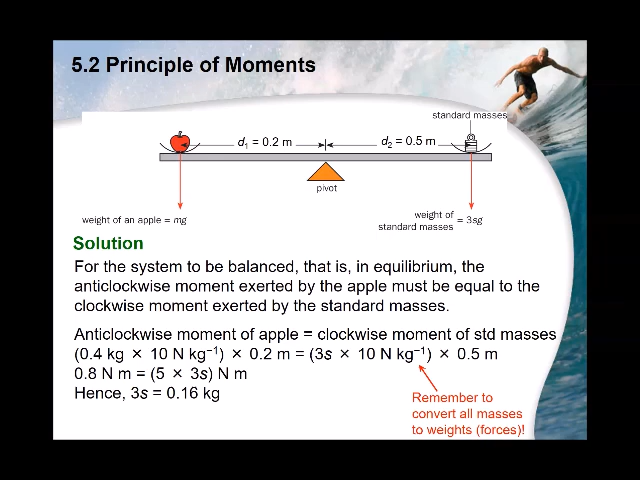 5.2 Principle of Moments
standard masses
d₁ = 0.2 m
d₂ = 0.5 m
pivot
weight of an apple = mg
weight of
standard masses = 3sg
Solution
For the system to be balanced, that is, in equilibrium, the
anticlockwise moment exerted by the apple must be equal to the
clockwise moment exerted by the standard masses.
Anticlockwise moment of apple = clockwise moment of std masses
(0.4 kg × 10 N kg⁻¹) × 0.2 m = (3s × 10 N kg⁻¹) × 0.5 m
0.8 N m = (5 × 3s) N m
Hence, 3s = 0.16 kg
Remember to
convert all masses
to weights (forces)!